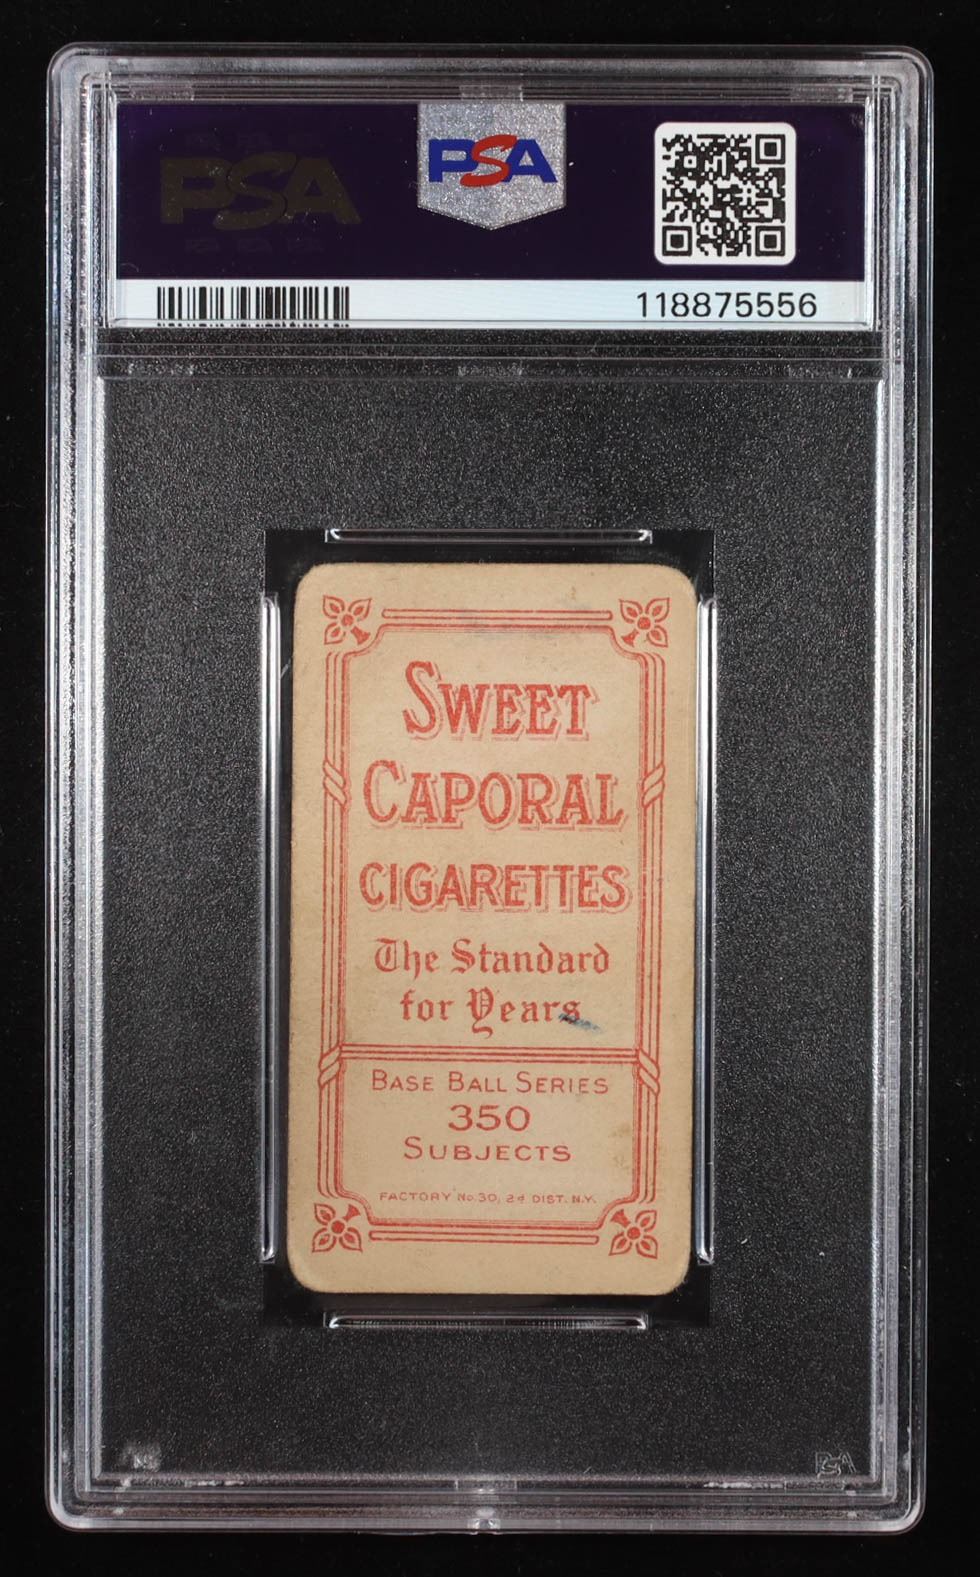 PSA
PSA
118875556
SWEET
CAPORAL
CIGARETTES
The Standard
for Years
BASE BALL SERIES
350
SUBJECTS
FACTORY No. 30, 2d DIST. N.Y.
PSA